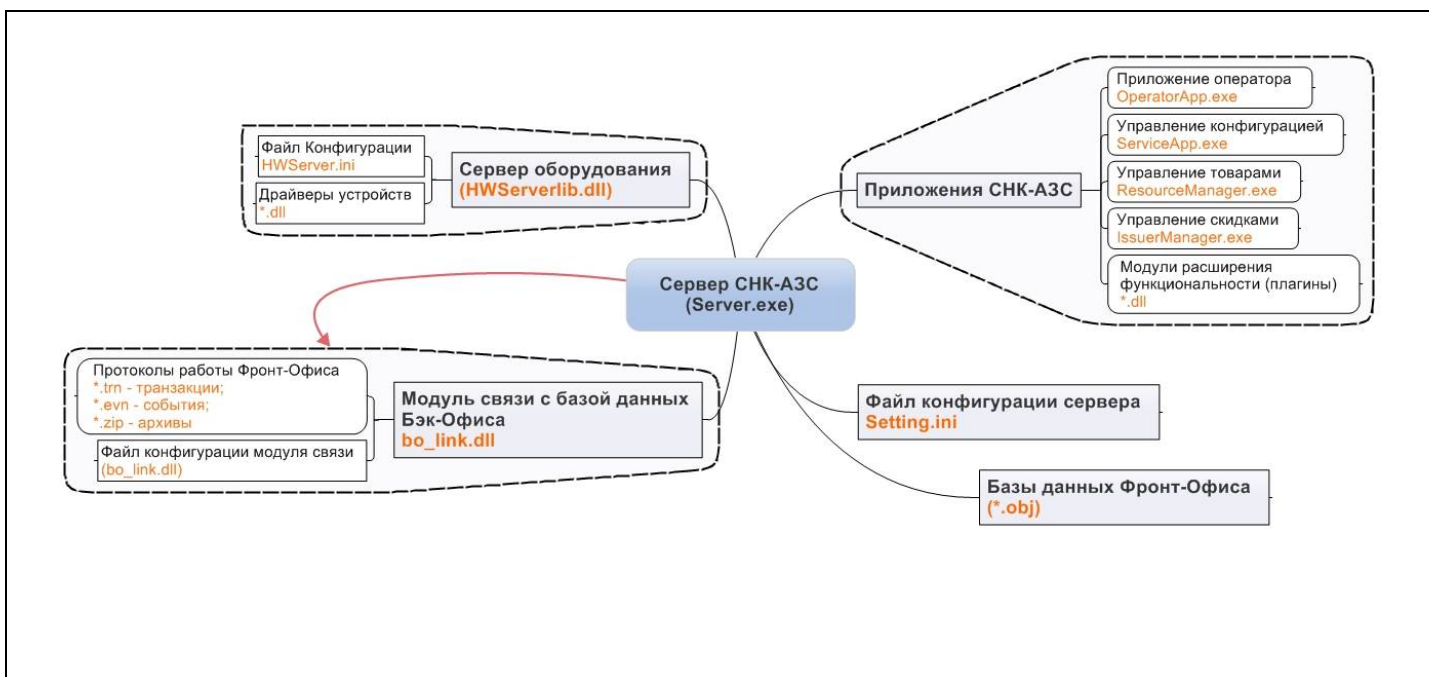 Приложение оператора
OperatorApp.exe
Управление конфигурацией
ServiceApp.exe
Управление товарами
ResourceManager.exe
Управление скидками
IssuerManager.exe
Модули расширения
функциональности (плагины)
*.dll
Приложения СНК-АЗС
Файл Конфигурации
HWServer.ini
Драйверы устройств
*.dll
Сервер оборудования
(HWServerlib.dll)
Сервер СНК-АЗС
(Server.exe)
Протоколы работы Фронт-Офиса
*.trn - транзакции;
*.evn - события;
*.zip - архивы
Файл конфигурации модуля связи
(bo_link.dll)
Модуль связи с базой данных
Бэк-Офиса
bo_link.dll
Файл конфигурации сервера
Setting.ini
Базы данных Фронт-Офиса
(*.obj)